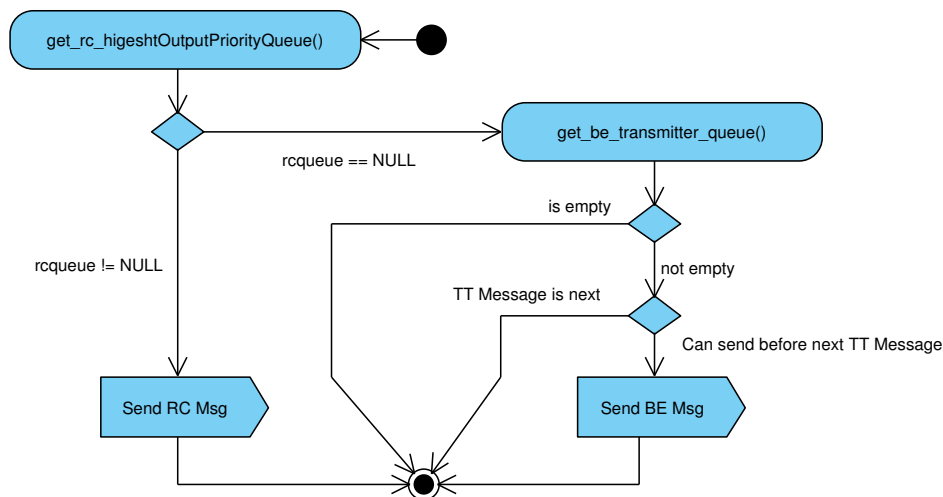 get_rc_higeshtOutputPriorityQueue()
get_be_transmitter_queue()
rcqueue == NULL
is empty
rcqueue != NULL
not empty
TT Message is next
Can send before next TT Message
Send RC Msg
Send BE Msg